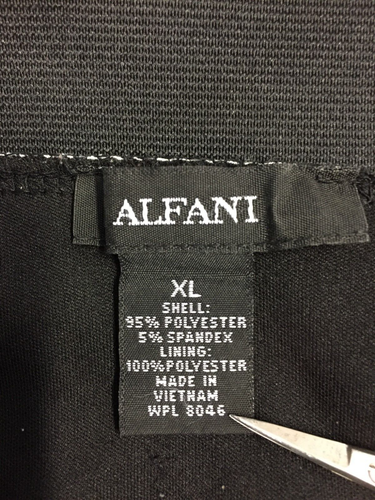 ALFANI
XL
SHELL:
95% POLYESTER
5% SPANDEX
LINING:
100%POLYESTER
MADE IN
VIETNAM
WPL 8046